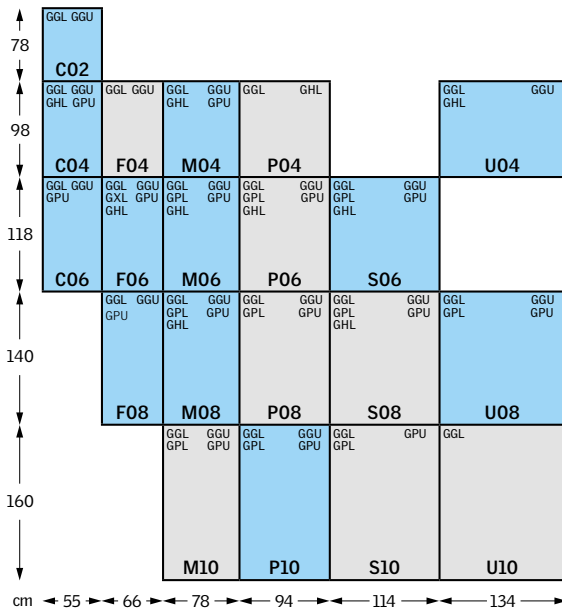 GGL GGU
78
C02
GGL GGU GGL GGU GGL GGU GGL GHL GGL GGU
GHL GPU GHL GPU GHL
98
C04 F04 M04 P04 U04
GGL GGU GGL GGU GGL GGU GGL GGU GGL GGU
GPU GXL GPU GPL GPU GPL GPU GPL GPU
GHL GHL GHL GHL
118
C06 F06 M06 P06 S06
GGL GGU GGL GGU GGL GGU GGL GGU GGL GGU
GPU GPL GPU GPL GPU GPL GPU GPL GPU
GHL GHL
140
F08 M08 P08 S08 U08
GGL GGU GGL GGU GGL GPU GGL
GPL GPU GPL GPU GPL
160
M10 P10 S10 U10
cm 55 66 78 94 114 134